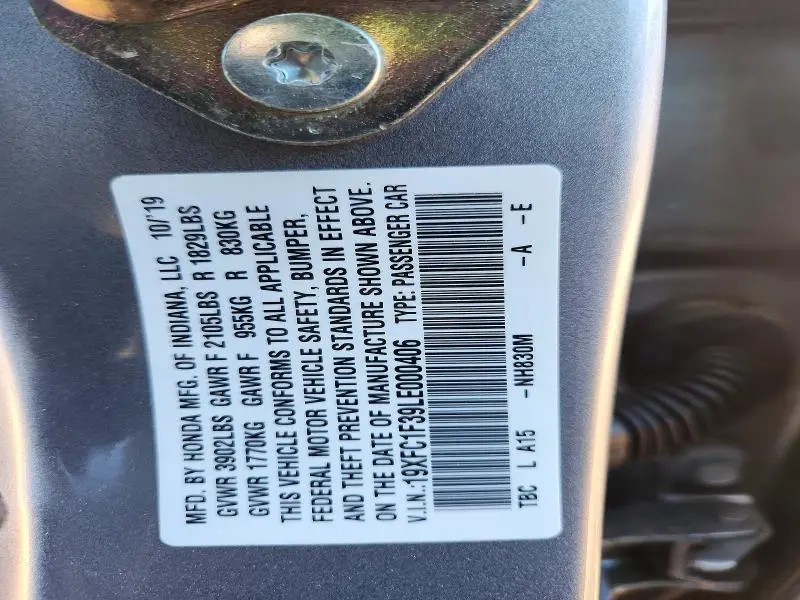 MFD. BY HONDA MFG. OF INDIANA, LLC 10/'19
GVWR 3902LBS GAWR F 2105LBS R 1829LBS
GVWR 1770KG GAWR F 955KG R 830KG
THIS VEHICLE CONFORMS TO ALL APPLICABLE
FEDERAL MOTOR VEHICLE SAFETY, BUMPER,
AND THEFT PREVENTION STANDARDS IN EFFECT
ON THE DATE OF MANUFACTURE SHOWN ABOVE.
V.I.N.:19XFC1F39LE000406 TYPE: PASSENGER CAR
TBC L A15 -NH830M -A -E